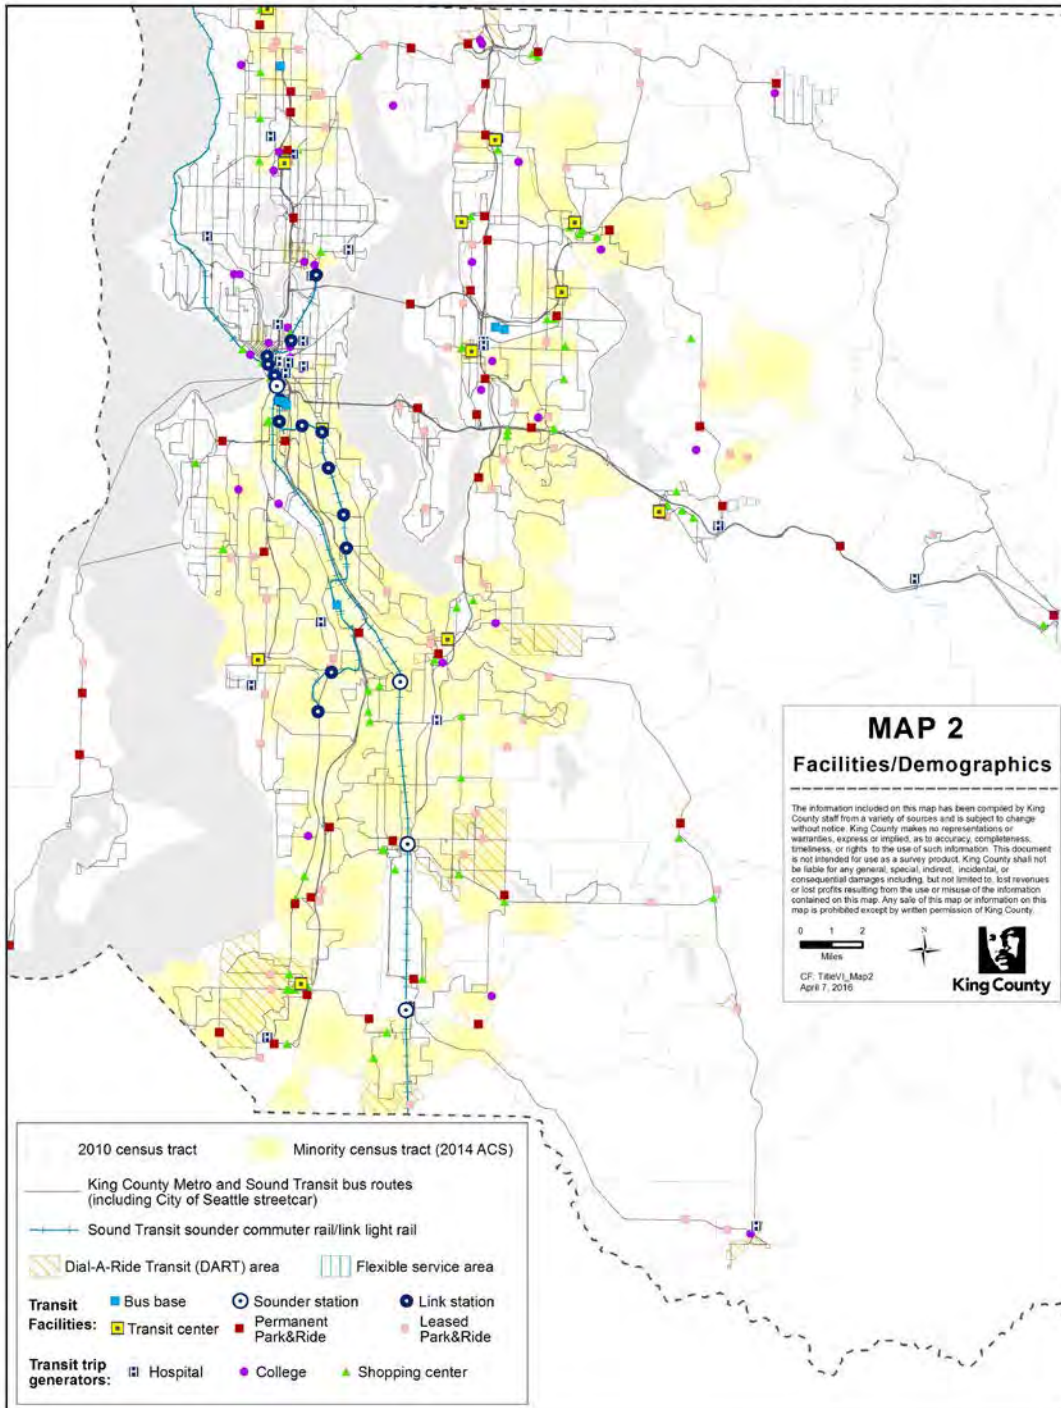 MAP 2
Facilities/Demographics
The information included on this map has been compiled by King
County staff from a variety of sources and is subject to change
without notice. King County makes no representations or
warranties, express or implied, as to accuracy, completeness,
timeliness, or rights to the use of such information. This document
is not intended for use as a survey product. King County shall not
be liable for any general, special, indirect, incidental, or
consequential damages including, but not limited to, lost revenues
or lost profits resulting from the use or misuse of the information
contained on this map. Any sale of this map or information on this
map is prohibited except by written permission of King County.
0 1 2
Miles
N
CF: TitleVI_Map2
April 7, 2016
King County
2010 census tract
Minority census tract (2014 ACS)
King County Metro and Sound Transit bus routes
(including City of Seattle streetcar)
Sound Transit sounder commuter rail/link light rail
Dial-A-Ride Transit (DART) area
Flexible service area
Transit Facilities:
Bus base
Sounder station
Link station
Transit center
Permanent Park&Ride
Leased Park&Ride
Transit trip generators:
H Hospital
College
Shopping center